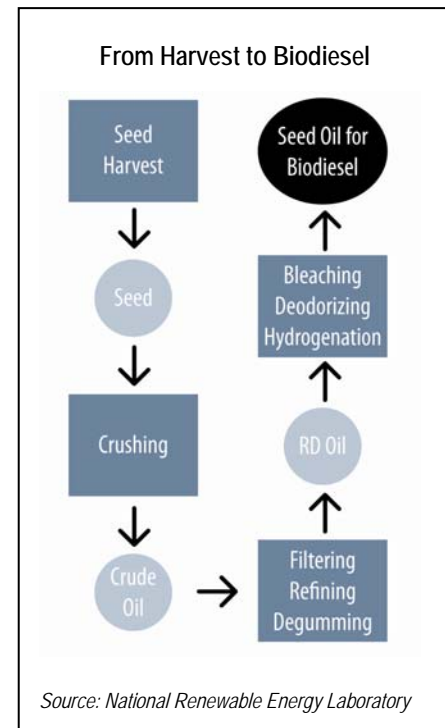 From Harvest to Biodiesel
Seed
Harvest
Seed
Crushing
Crude
Oil
Filtering
Refining
Degumming
RD Oil
Bleaching
Deodorizing
Hydrogenation
Seed Oil for
Biodiesel
Source: National Renewable Energy Laboratory